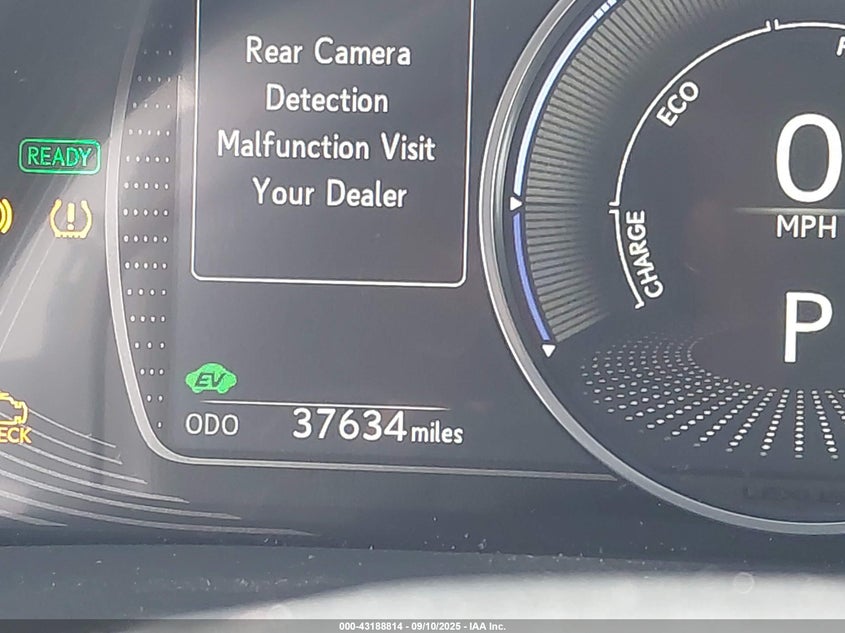 Rear Camera
Detection
Malfunction Visit
Your Dealer
READY
ECO
CHARGE
0
MPH
P
EV
ODO 37634 miles
000-43188814 - 09/10/2025 - IAA Inc.